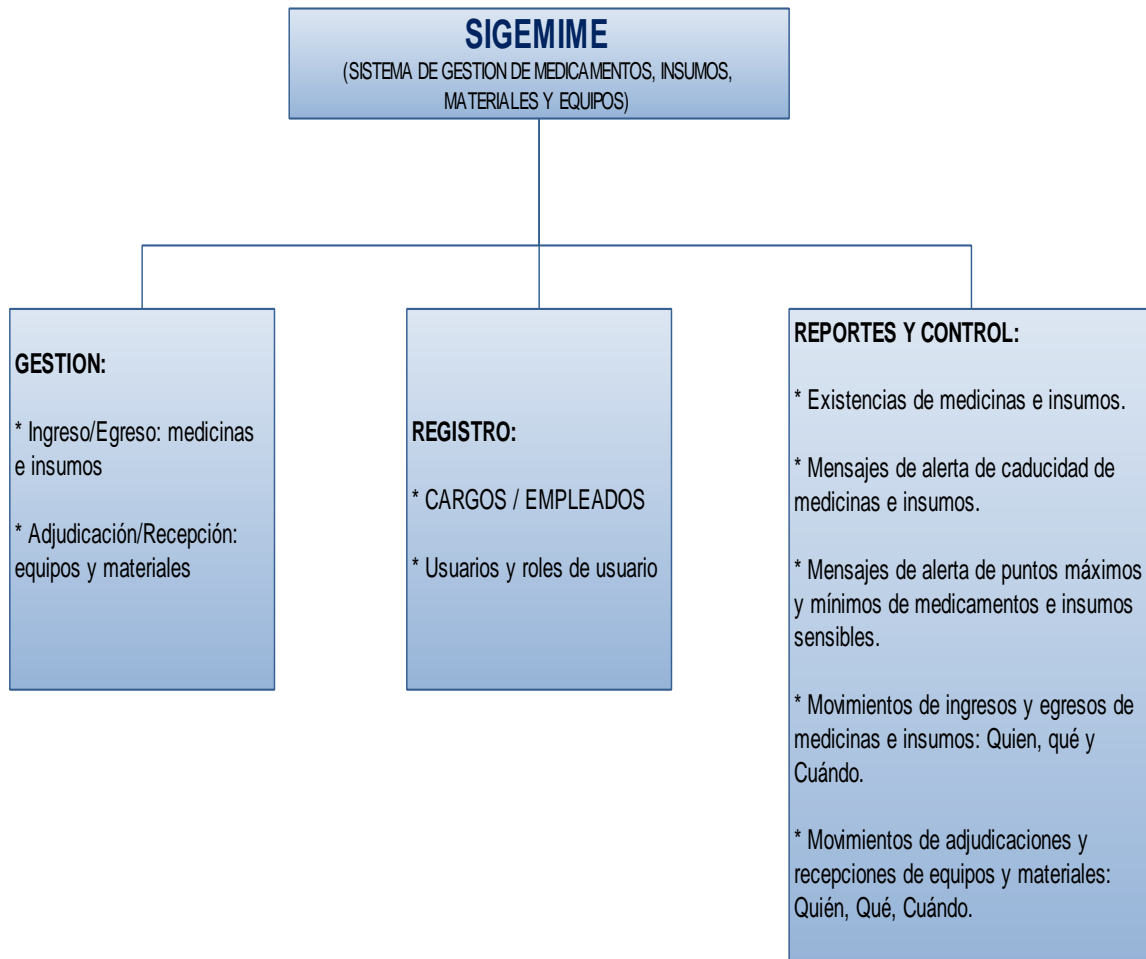 SIGEMIME
(SISTEMA DE GESTION DE MEDICAMENTOS, INSUMOS,
MATERIALES Y EQUIPOS)
GESTION:
* Ingreso/Egreso: medicinas
e insumos
* Adjudicación/Recepción:
equipos y materiales
REGISTRO:
* CARGOS / EMPLEADOS
* Usuarios y roles de usuario
REPORTES Y CONTROL:
* Existencias de medicinas e insumos.
* Mensajes de alerta de caducidad de
medicinas e insumos.
* Mensajes de alerta de puntos máximos
y mínimos de medicamentos e insumos
sensibles.
* Movimientos de ingresos y egresos de
medicinas e insumos: Quien, qué y
Cuándo.
* Movimientos de adjudicaciones y
recepciones de equipos y materiales:
Quién, Qué, Cuándo.